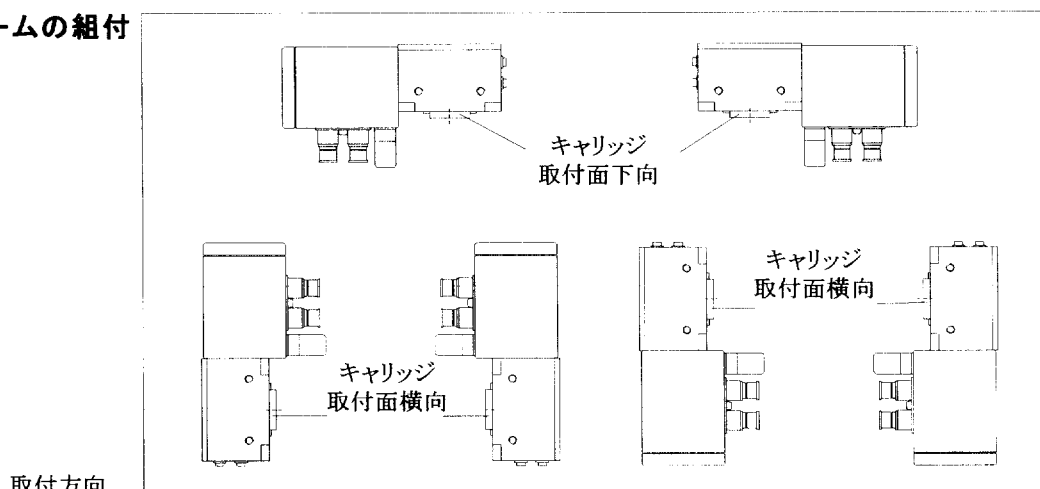 ームの組付
キャリッジ
取付面下向
キャリッジ
取付面横向
キャリッジ
取付面横向
取付方向